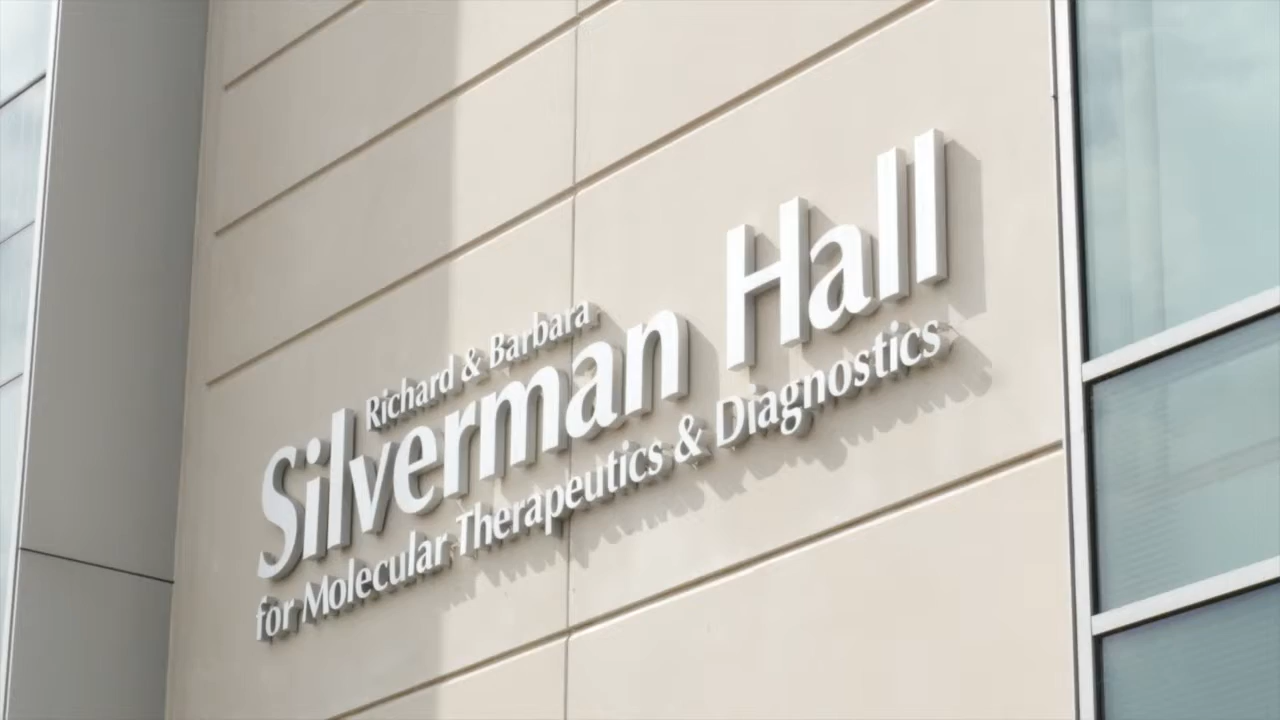 Richard & Barbara
Silverman Hall
for Molecular Therapeutics & Diagnostics